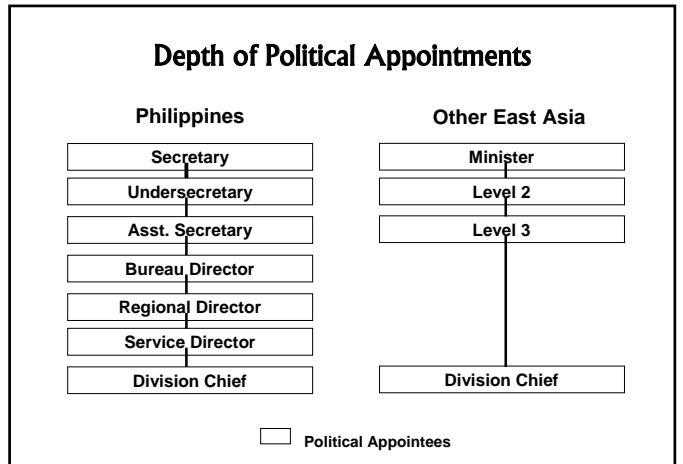 Depth of Political Appointments
Philippines
Secretary
Undersecretary
Asst. Secretary
Bureau Director
Regional Director
Service Director
Division Chief
Other East Asia
Minister
Level 2
Level 3
Division Chief
Political Appointees